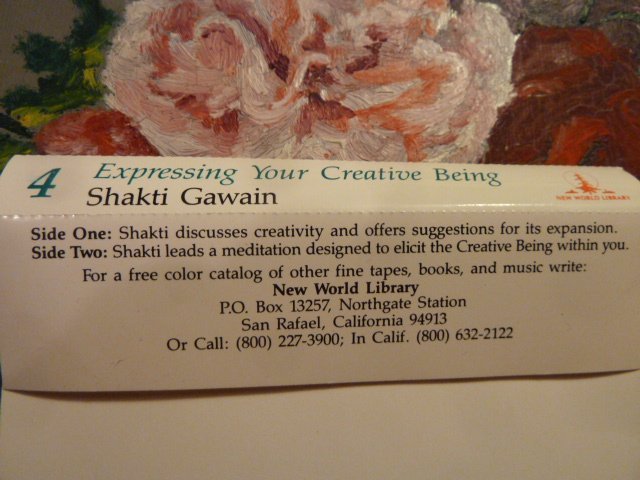 4 Expressing Your Creative Being
Shakti Gawain
NEW WORLD LIBRARY
Side One: Shakti discusses creativity and offers suggestions for its expansion.
Side Two: Shakti leads a meditation designed to elicit the Creative Being within you.
For a free color catalog of other fine tapes, books, and music write:
New World Library
P.O. Box 13257, Northgate Station
San Rafael, California 94913
Or Call: (800) 227-3900; In Calif. (800) 632-2122